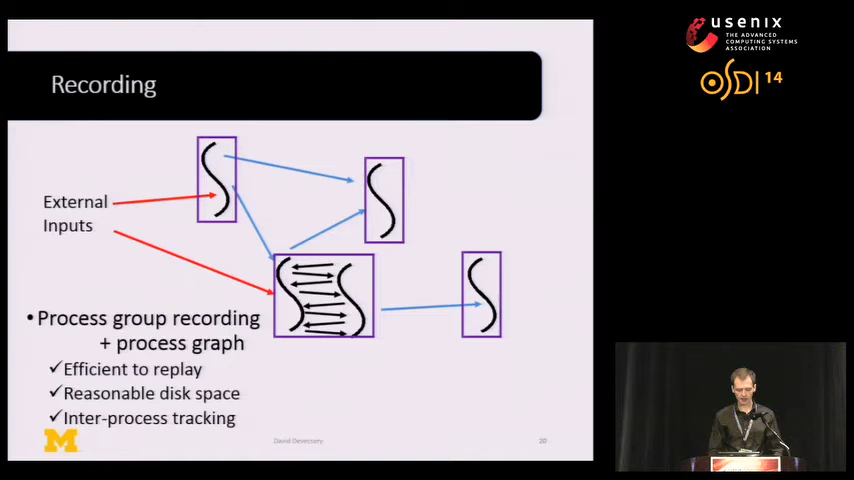 usenix
THE ADVANCED
COMPUTING SYSTEMS
ASSOCIATION
OSDI 14
Recording
External
Inputs
• Process group recording
+ process graph
✓Efficient to replay
✓Reasonable disk space
✓Inter-process tracking
M
David Devecsery
20